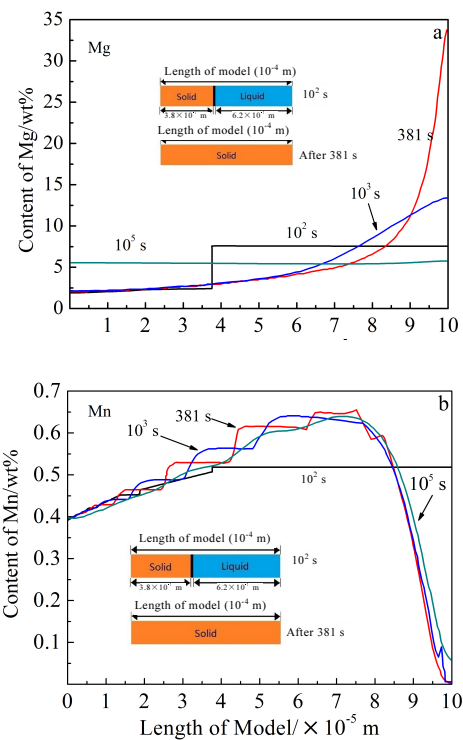 35
30
25
20
15
10
5
0
Content of Mg/wt%
Mg
a
Length of model (10⁻⁴ m)
Solid
Liquid
10² s
3.8×10⁻⁵ m
6.2×10⁻⁵ m
Length of model (10⁻⁴ m)
Solid
After 381 s
381 s
10³ s
10² s
10⁵ s
1 2 3 4 5 6 7 8 9 10
0.7
0.6
0.5
0.4
0.3
0.2
0.1
Content of Mn/wt%
Mn
b
10³ s
381 s
10² s
10⁵ s
Length of model (10⁻⁴ m)
Solid
Liquid
10² s
3.8×10⁻⁵ m
6.2×10⁻⁵ m
Length of model (10⁻⁴ m)
Solid
After 381 s
0 1 2 3 4 5 6 7 8 9 10
Length of Model/ × 10⁻⁵ m